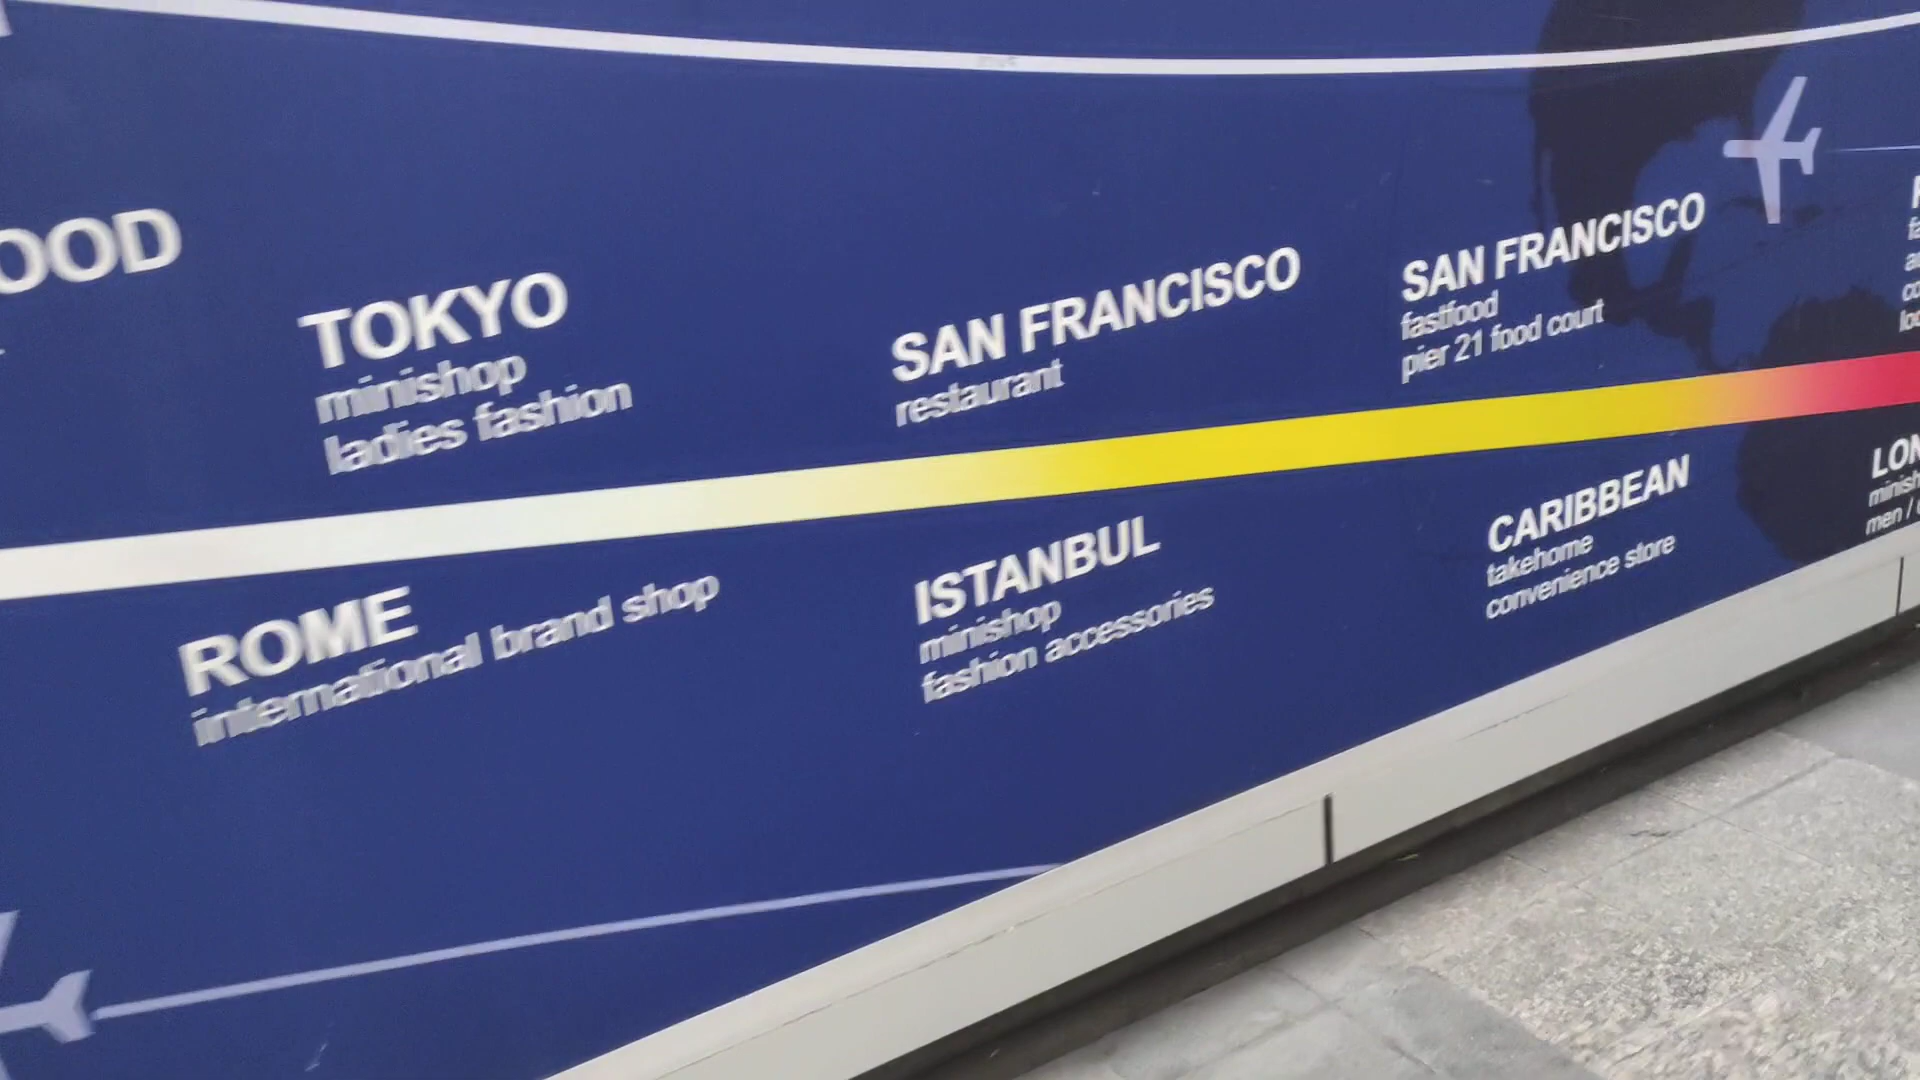 TOKYO
minishop
ladies fashion
SAN FRANCISCO
restaurant
SAN FRANCISCO
fastfood
pier 21 food court
ROME
international brand shop
ISTANBUL
minishop
fashion accessories
CARIBBEAN
takehome
convenience store
men /